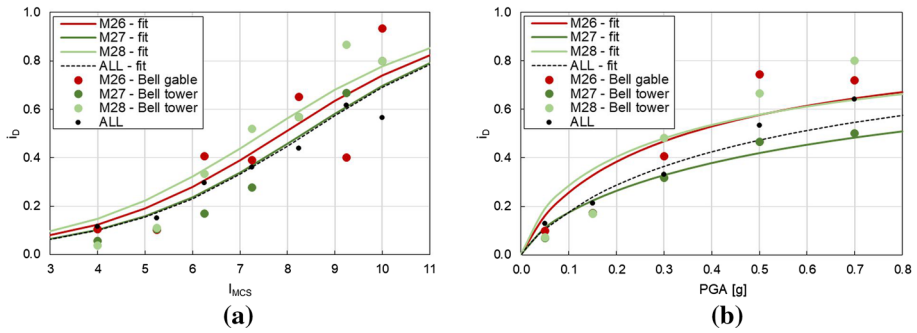 1.0
0.8
0.6
0.4
0.2
0.0
i_D
M26 - fit
M27 - fit
M28 - fit
ALL - fit
M26 - Bell gable
M27 - Bell tower
M28 - Bell tower
ALL
3 4 5 6 7 8 9 10 11
I_MCS
(a)
1.0
0.8
0.6
0.4
0.2
0.0
i_D
M26 - fit
M27 - fit
M28 - fit
ALL - fit
M26 - Bell gable
M27 - Bell tower
M28 - Bell tower
ALL
0.0 0.1 0.2 0.3 0.4 0.5 0.6 0.7 0.8
PGA [g]
(b)